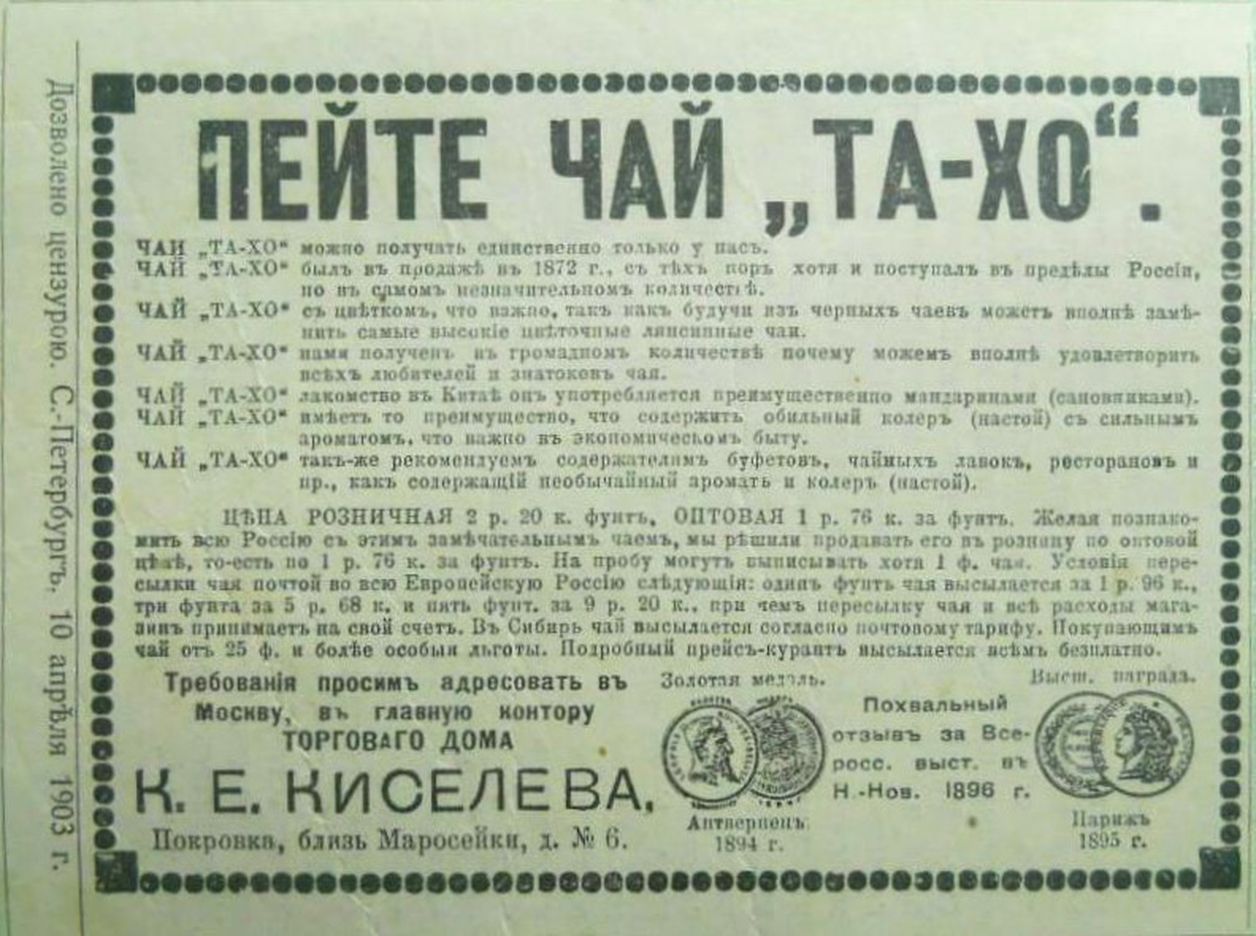 ПЕЙТЕ ЧАЙ „ТА-ХО“.
ЧАЙ „ТА-ХО“ можно получать единственно только у насъ.
ЧАЙ „ТА-ХО“ былъ въ продажѣ въ 1872 г., съ тѣхъ поръ хотя и поступалъ въ предѣлы Россіи,
но въ самомъ незначительномъ количествѣ.
ЧАЙ „ТА-ХО“ съ цвѣткомъ, что важно, такъ какъ будучи изъ черныхъ чаевъ можетъ вполнѣ замѣ-
нить самые высокіе цвѣточные лянсинные чаи.
ЧАЙ „ТА-ХО“ нами полученъ въ громадномъ количествѣ почему можемъ вполнѣ удовлетворить
всѣхъ любителей и знатоковъ чая.
ЧАЙ „ТА-ХО“ лакомство въ Китаѣ онъ употребляется преимущественно мандаринами (сановниками).
ЧАЙ „ТА-ХО“ имѣетъ то преимущество, что содержитъ обильный колеръ (настой) съ сильнымъ
ароматомъ, что важно въ экономическомъ быту.
ЧАЙ „ТА-ХО“ такъ-же рекомендуемъ содержателямъ буфетовъ, чайныхъ лавокъ, ресторановъ и
пр., какъ содержащій необычайный ароматъ и колеръ (настой).
ЦѢНА РОЗНИЧНАЯ 2 р. 20 к. фунтъ, ОПТОВАЯ 1 р. 76 к. за фунтъ. Желая познако-
мить всю Россію съ этимъ замѣчательнымъ чаемъ, мы рѣшили продавать его въ розницу по оптовой
цѣнѣ, то-есть по 1 р. 76 к. за фунтъ. На пробу могутъ выписывать хотя 1 ф. чая. Условія пере-
сылки чая почтой во всю Европейскую Россію слѣдующія: одинъ фунтъ чая высылается за 1 р. 96 к.,
три фунта за 5 р. 68 к. и пять фунт. за 9 р. 20 к., при чемъ пересылку чая и всѣ расходы мага-
зинъ принимаетъ на свой счетъ. Въ Сибирь чай высылается согласно почтовому тарифу. Покупающимъ
чай отъ 25 ф. и болѣе особыя льготы. Подробный прейсъ-курантъ высылается всѣмъ безплатно.
Требованія просимъ адресовать въ
Москву, въ главную контору
ТОРГОВАГО ДОМА
К. Е. КИСЕЛЕВА,
Покровка, близь Маросейки, д. № 6.
Золотая медаль.
Антверпенъ
1894 г.
Похвальный
отзывъ за Все-
росс. выст. въ
Н.-Нов. 1896 г.
Высш. награда.
Парижъ
1895 г.
Дозволено цензурою. С.-Петербургъ, 10 апрѣля 1903 г.